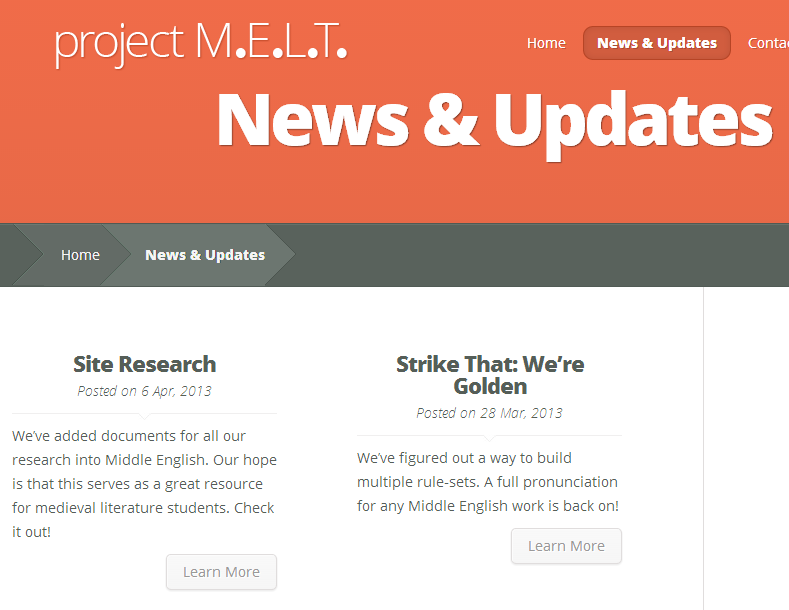 project M.E.L.T.
Home
News & Updates
News & Updates
Home
News & Updates
Site Research
Posted on 6 Apr, 2013
We've added documents for all our
research into Middle English. Our hope
is that this serves as a great resource
for medieval literature students. Check
it out!
Learn More
Strike That: We're
Golden
Posted on 28 Mar, 2013
We've figured out a way to build
multiple rule-sets. A full pronunciation
for any Middle English work is back on!
Learn More